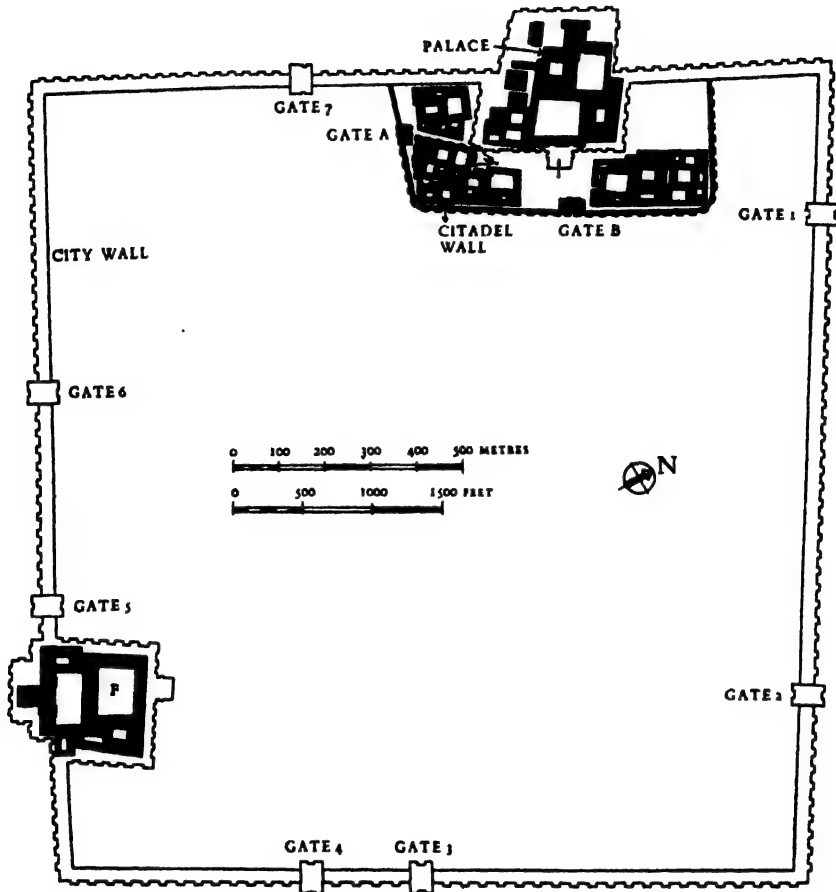 PALACE
GATE 7
GATE A
GATE 1
CITADEL
WALL
GATE B
CITY WALL
GATE 6
0 100 200 300 400 500 METRES
N
0 500 1000 1500 FEET
GATE 5
F
GATE 2
GATE 4
GATE 3